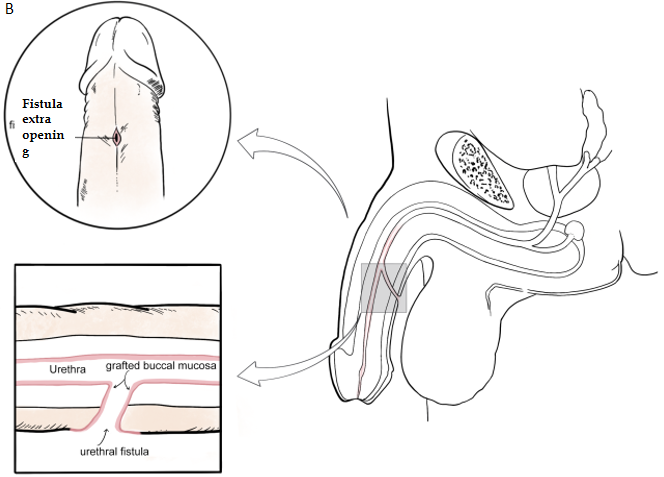 B
Fistula
extra
openin
g
fi
Urethra
grafted buccal mucosa
urethral fistula